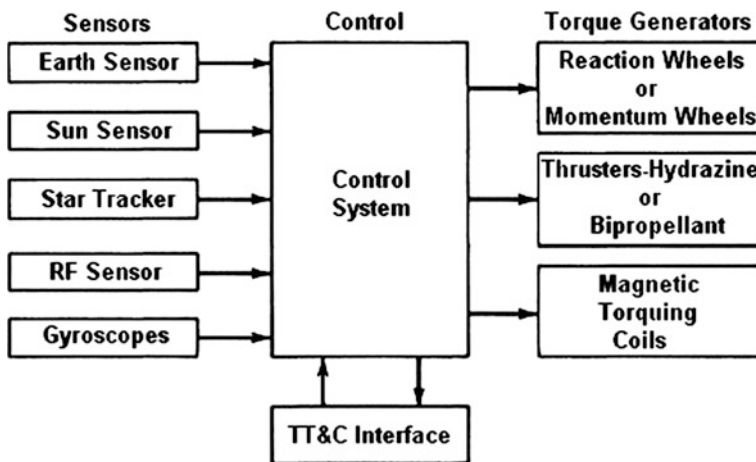 Sensors
Control
Torque Generators
Earth Sensor
Sun Sensor
Star Tracker
RF Sensor
Gyroscopes
Control
System
Reaction Wheels
or
Momentum Wheels
Thrusters-Hydrazine
or
Bipropellant
Magnetic
Torquing
Coils
TT&C Interface